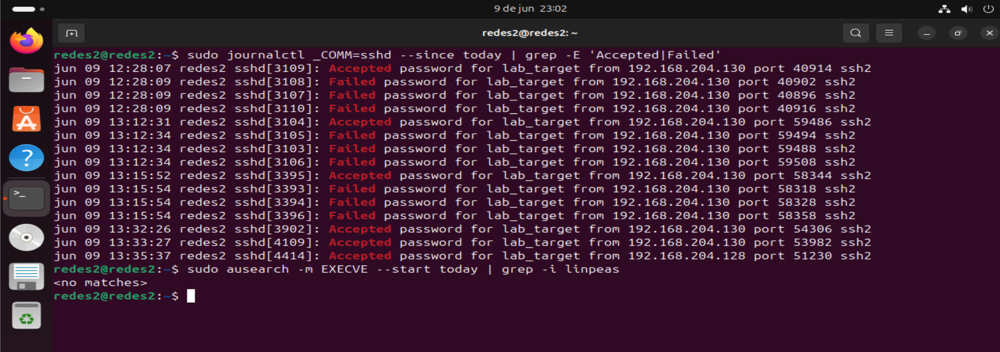 9 de jun 23:02
redes2@redes2: ~
redes2@redes2:~$ sudo journalctl _COMM=sshd --since today | grep -E 'Accepted|Failed'
jun 09 12:28:07 redes2 sshd[3109]: Accepted password for lab_target from 192.168.204.130 port 40914 ssh2
jun 09 12:28:09 redes2 sshd[3108]: Failed password for lab_target from 192.168.204.130 port 40902 ssh2
jun 09 12:28:09 redes2 sshd[3107]: Failed password for lab_target from 192.168.204.130 port 40896 ssh2
jun 09 12:28:09 redes2 sshd[3110]: Failed password for lab_target from 192.168.204.130 port 40916 ssh2
jun 09 13:12:31 redes2 sshd[3104]: Accepted password for lab_target from 192.168.204.130 port 59486 ssh2
jun 09 13:12:34 redes2 sshd[3105]: Failed password for lab_target from 192.168.204.130 port 59494 ssh2
jun 09 13:12:34 redes2 sshd[3103]: Failed password for lab_target from 192.168.204.130 port 59488 ssh2
jun 09 13:12:34 redes2 sshd[3106]: Failed password for lab_target from 192.168.204.130 port 59508 ssh2
jun 09 13:15:52 redes2 sshd[3395]: Accepted password for lab_target from 192.168.204.130 port 58344 ssh2
jun 09 13:15:54 redes2 sshd[3393]: Failed password for lab_target from 192.168.204.130 port 58318 ssh2
jun 09 13:15:54 redes2 sshd[3394]: Failed password for lab_target from 192.168.204.130 port 58328 ssh2
jun 09 13:15:54 redes2 sshd[3396]: Failed password for lab_target from 192.168.204.130 port 58358 ssh2
jun 09 13:32:26 redes2 sshd[3902]: Accepted password for lab_target from 192.168.204.130 port 54306 ssh2
jun 09 13:33:27 redes2 sshd[4109]: Accepted password for lab_target from 192.168.204.130 port 53982 ssh2
jun 09 13:35:37 redes2 sshd[4414]: Accepted password for lab_target from 192.168.204.128 port 51230 ssh2
redes2@redes2:~$ sudo ausearch -m EXECVE --start today | grep -i linpeas
<no matches>
redes2@redes2:~$